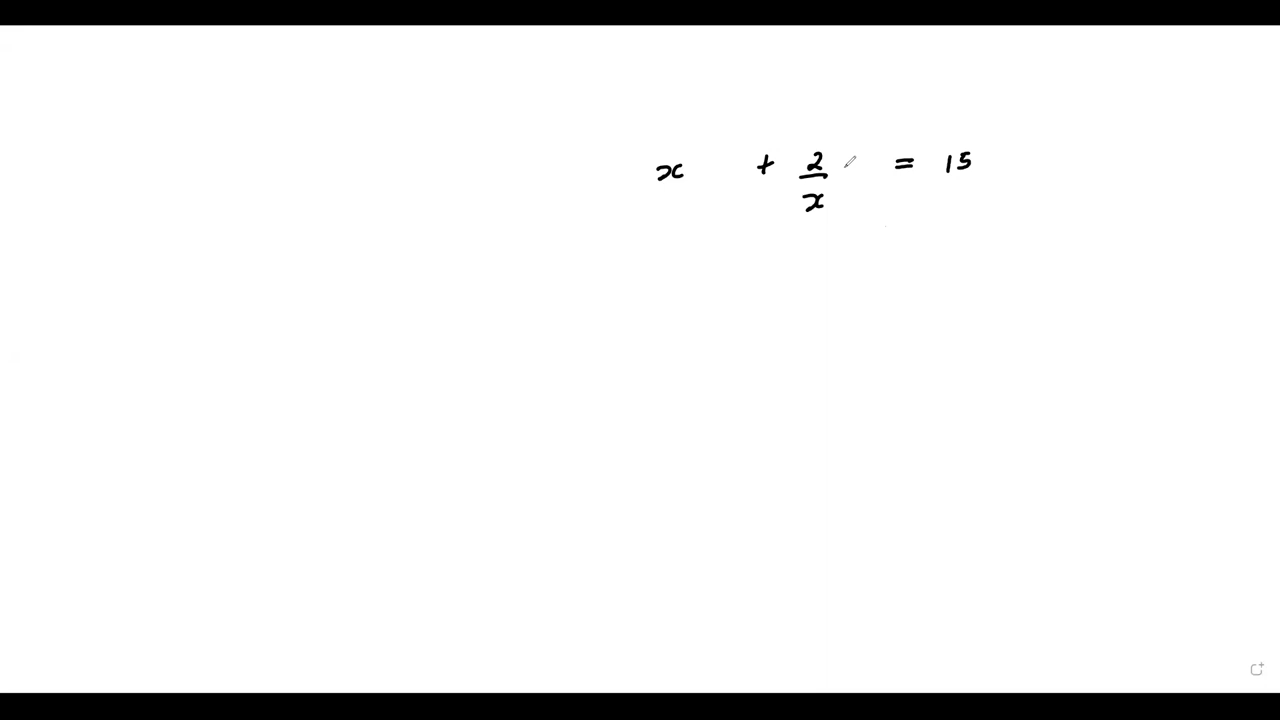 x + 2/x = 15